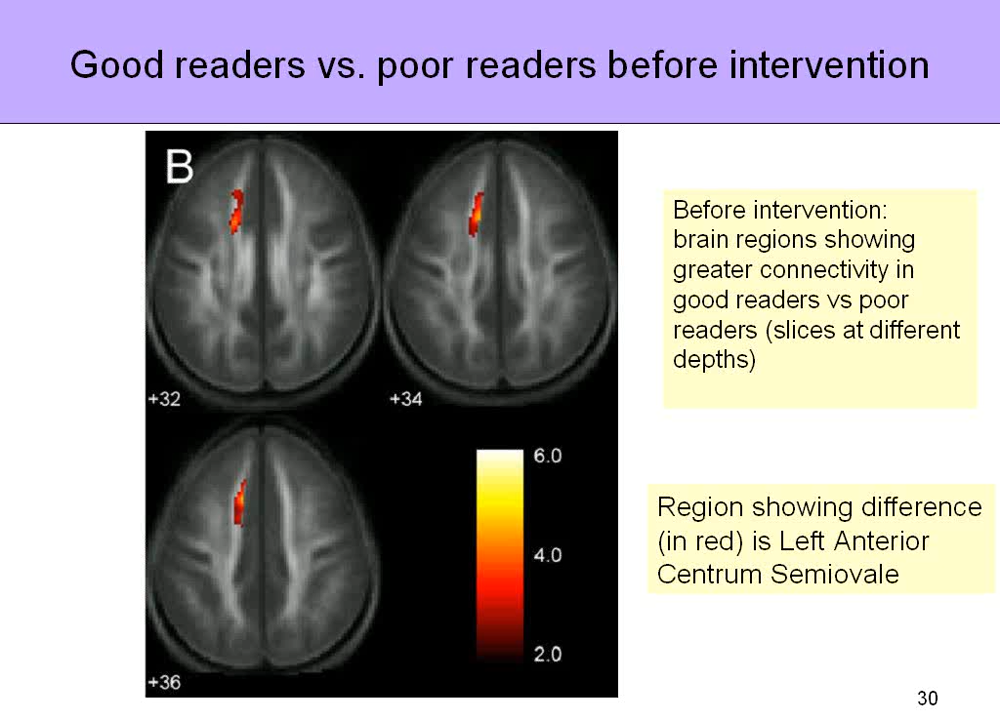 Good readers vs. poor readers before intervention
B
+32
+34
+36
6.0
4.0
2.0
Before intervention:
brain regions showing
greater connectivity in
good readers vs poor
readers (slices at different
depths)
Region showing difference
(in red) is Left Anterior
Centrum Semiovale
30